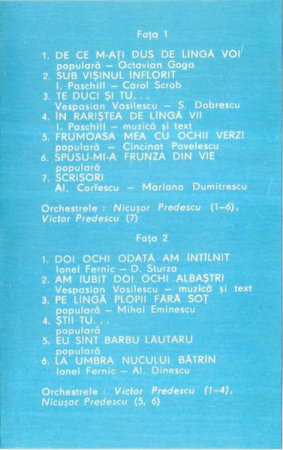 Fața 1
1. DE CE M-AȚI DUS DE LÎNGĂ VOI
populară – Octavian Goga
2. SUB VIȘINUL INFLORIT
I. Paschill – Carol Scrob
3. TE DUCI ȘI TU...
Vespasian Vasilescu – S. Dobrescu
4. ÎN RARIȘTEA DE LÎNGĂ VII
I. Paschill – muzică și text
5. FRUMOASA MEA CU OCHII VERZI
populară – Cincinat Pavelescu
6. SPUSU-MI-A FRUNZA DIN VIE
populară
7. SCRISORI
Al. Corfescu – Mariana Dumitrescu
Orchestrele : Nicușor Predescu (1–6),
Victor Predescu (7)
Fața 2
1. DOI OCHI ODATĂ AM ÎNTÎLNIT
Ionel Fernic – D. Sturza
2. AM IUBIT DOI OCHI ALBAȘTRI
Vespasian Vasilescu – muzică și text
3. PE LÎNGĂ PLOPII FĂRĂ SOȚ
populară – Mihai Eminescu
4. ȘTII TU...
populară
5. EU SÎNT BARBU LĂUTARU
populară
6. LA UMBRA NUCULUI BĂTRÎN
Ionel Fernic – Al. Dinescu
Orchestrele : Victor Predescu (1–4),
Nicușor Predescu (5, 6)